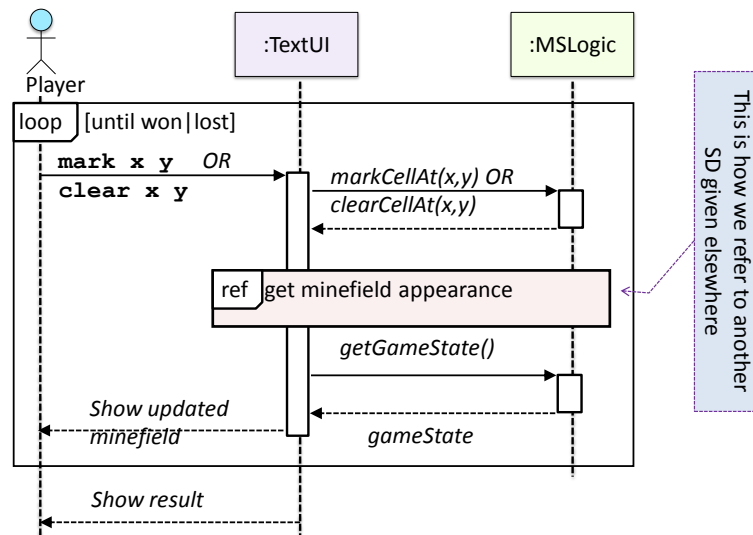 :TextUI
:MSLogic
Player
loop
[until won|lost]
mark x y OR
clear x y
markCellAt(x,y) OR
clearCellAt(x,y)
ref
get minefield appearance
getGameState()
Show updated
minefield
gameState
Show result
This is how we refer to another
SD given elsewhere